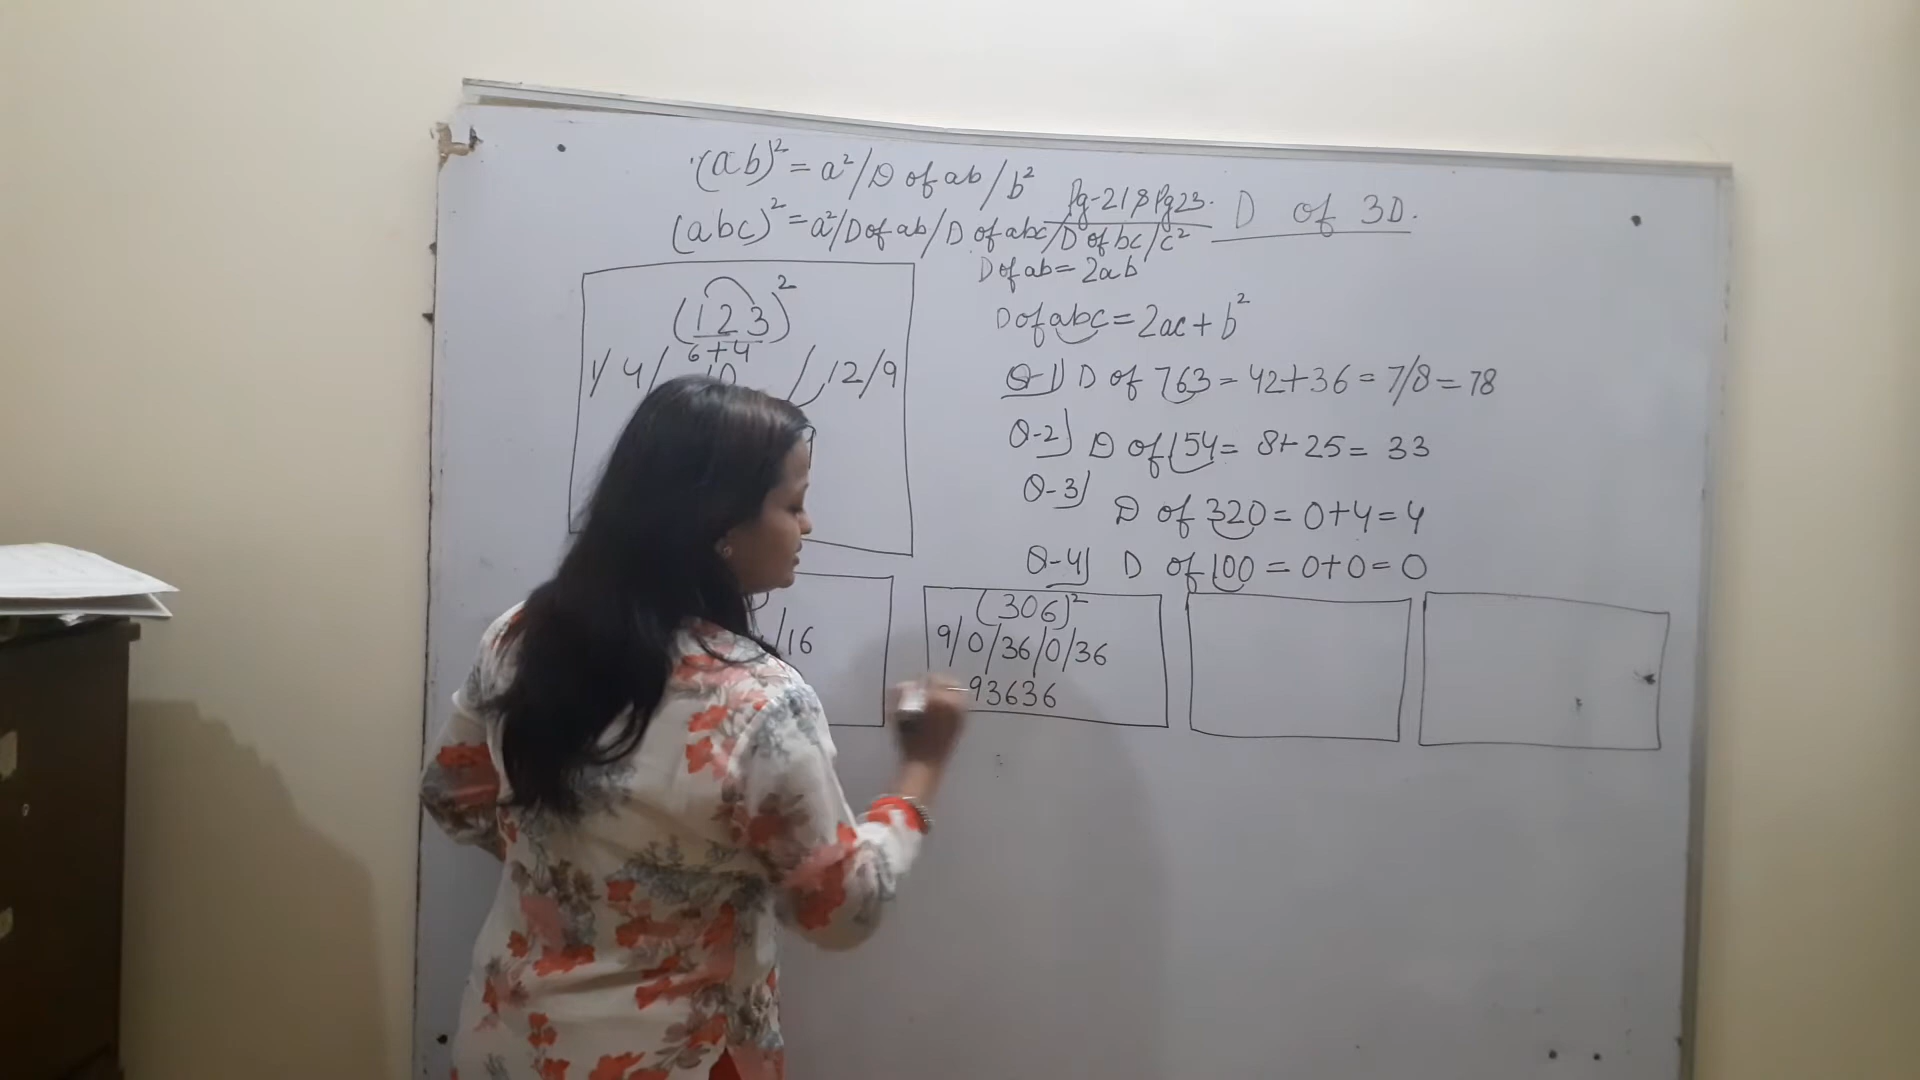 (ab)² = a²/D of ab/b²
Pg-21 & Pg 23.
D of 3D.
(abc)² = a²/D of ab/D of abc/D of bc/c²
D of ab = 2ab
D of abc = 2ac + b²
(123)²
6+4
1/4/10//12/9
Q-1) D of 763 = 42+36 = 7/8 = 78
Q-2) D of 154 = 8+25 = 33
Q-3) D of 320 = 0+4 = 4
Q-4) D of 100 = 0+0 = 0
/16
(306)²
9/0/36/0/36
93636